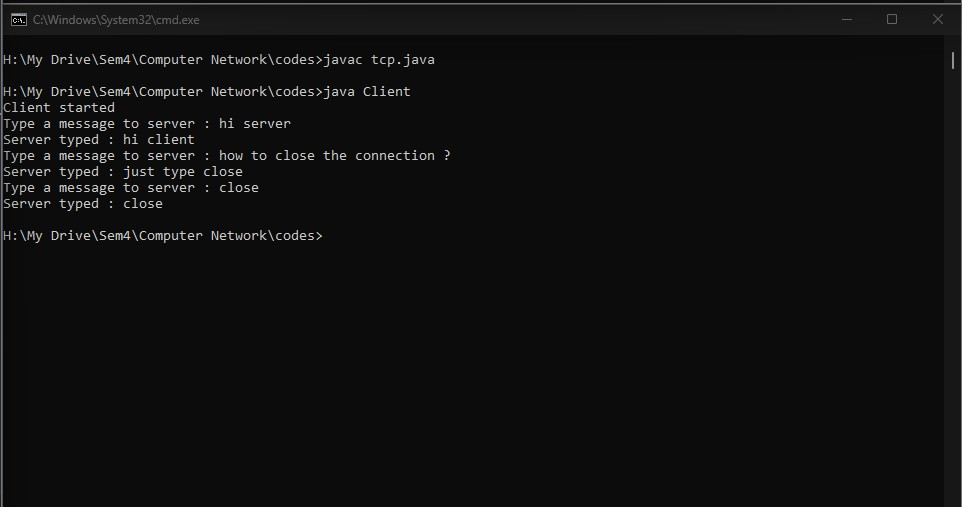 C:\Windows\System32\cmd.exe
H:\My Drive\Sem4\Computer Network\codes>javac tcp.java
H:\My Drive\Sem4\Computer Network\codes>java Client
Client started
Type a message to server : hi server
Server typed : hi client
Type a message to server : how to close the connection ?
Server typed : just type close
Type a message to server : close
Server typed : close
H:\My Drive\Sem4\Computer Network\codes>